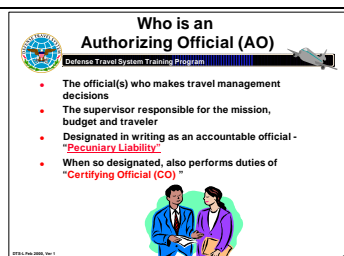 Who is an
Authorizing Official (AO)
Defense Travel System Training Program
The official(s) who makes travel management
decisions
The supervisor responsible for the mission,
budget and traveler
Designated in writing as an accountable official -
“Pecuniary Liability”
When so designated, also performs duties of
“Certifying Official (CO) ”
DTS-L Feb 2000, Ver 1